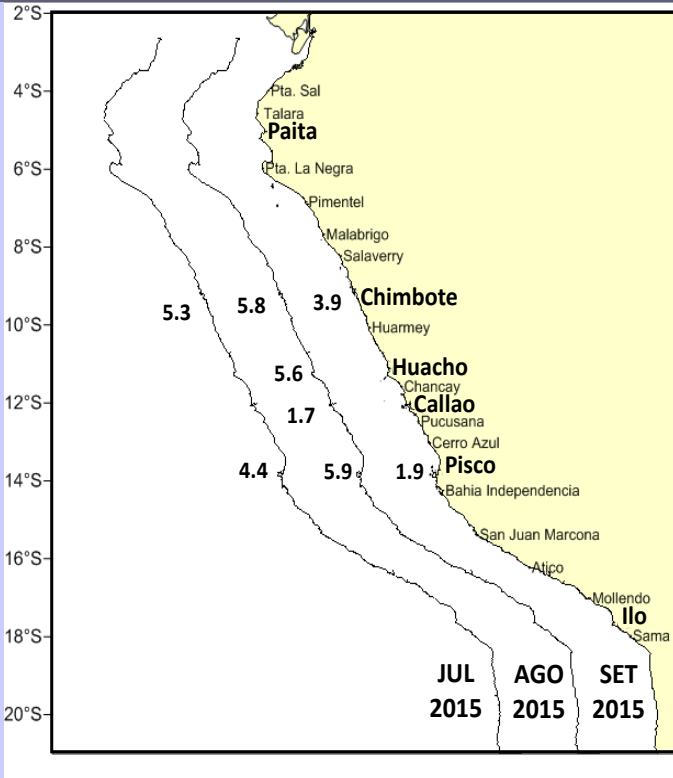 2°S
4°S
Pta. Sal
Talara
Paita
6°S
Pta. La Negra
Pimentel
Malabrigo
8°S
Salaverry
5.3
5.8
3.9
Chimbote
10°S
Huarmey
Huacho
5.6
Chancay
12°S
Callao
1.7
Pucusana
Cerro Azul
4.4
5.9
1.9
Pisco
14°S
Bahia Independencia
San Juan Marcona
16°S
Atico
Mollendo
Ilo
18°S
Sama
JUL
2015
AGO
2015
SET
2015
20°S